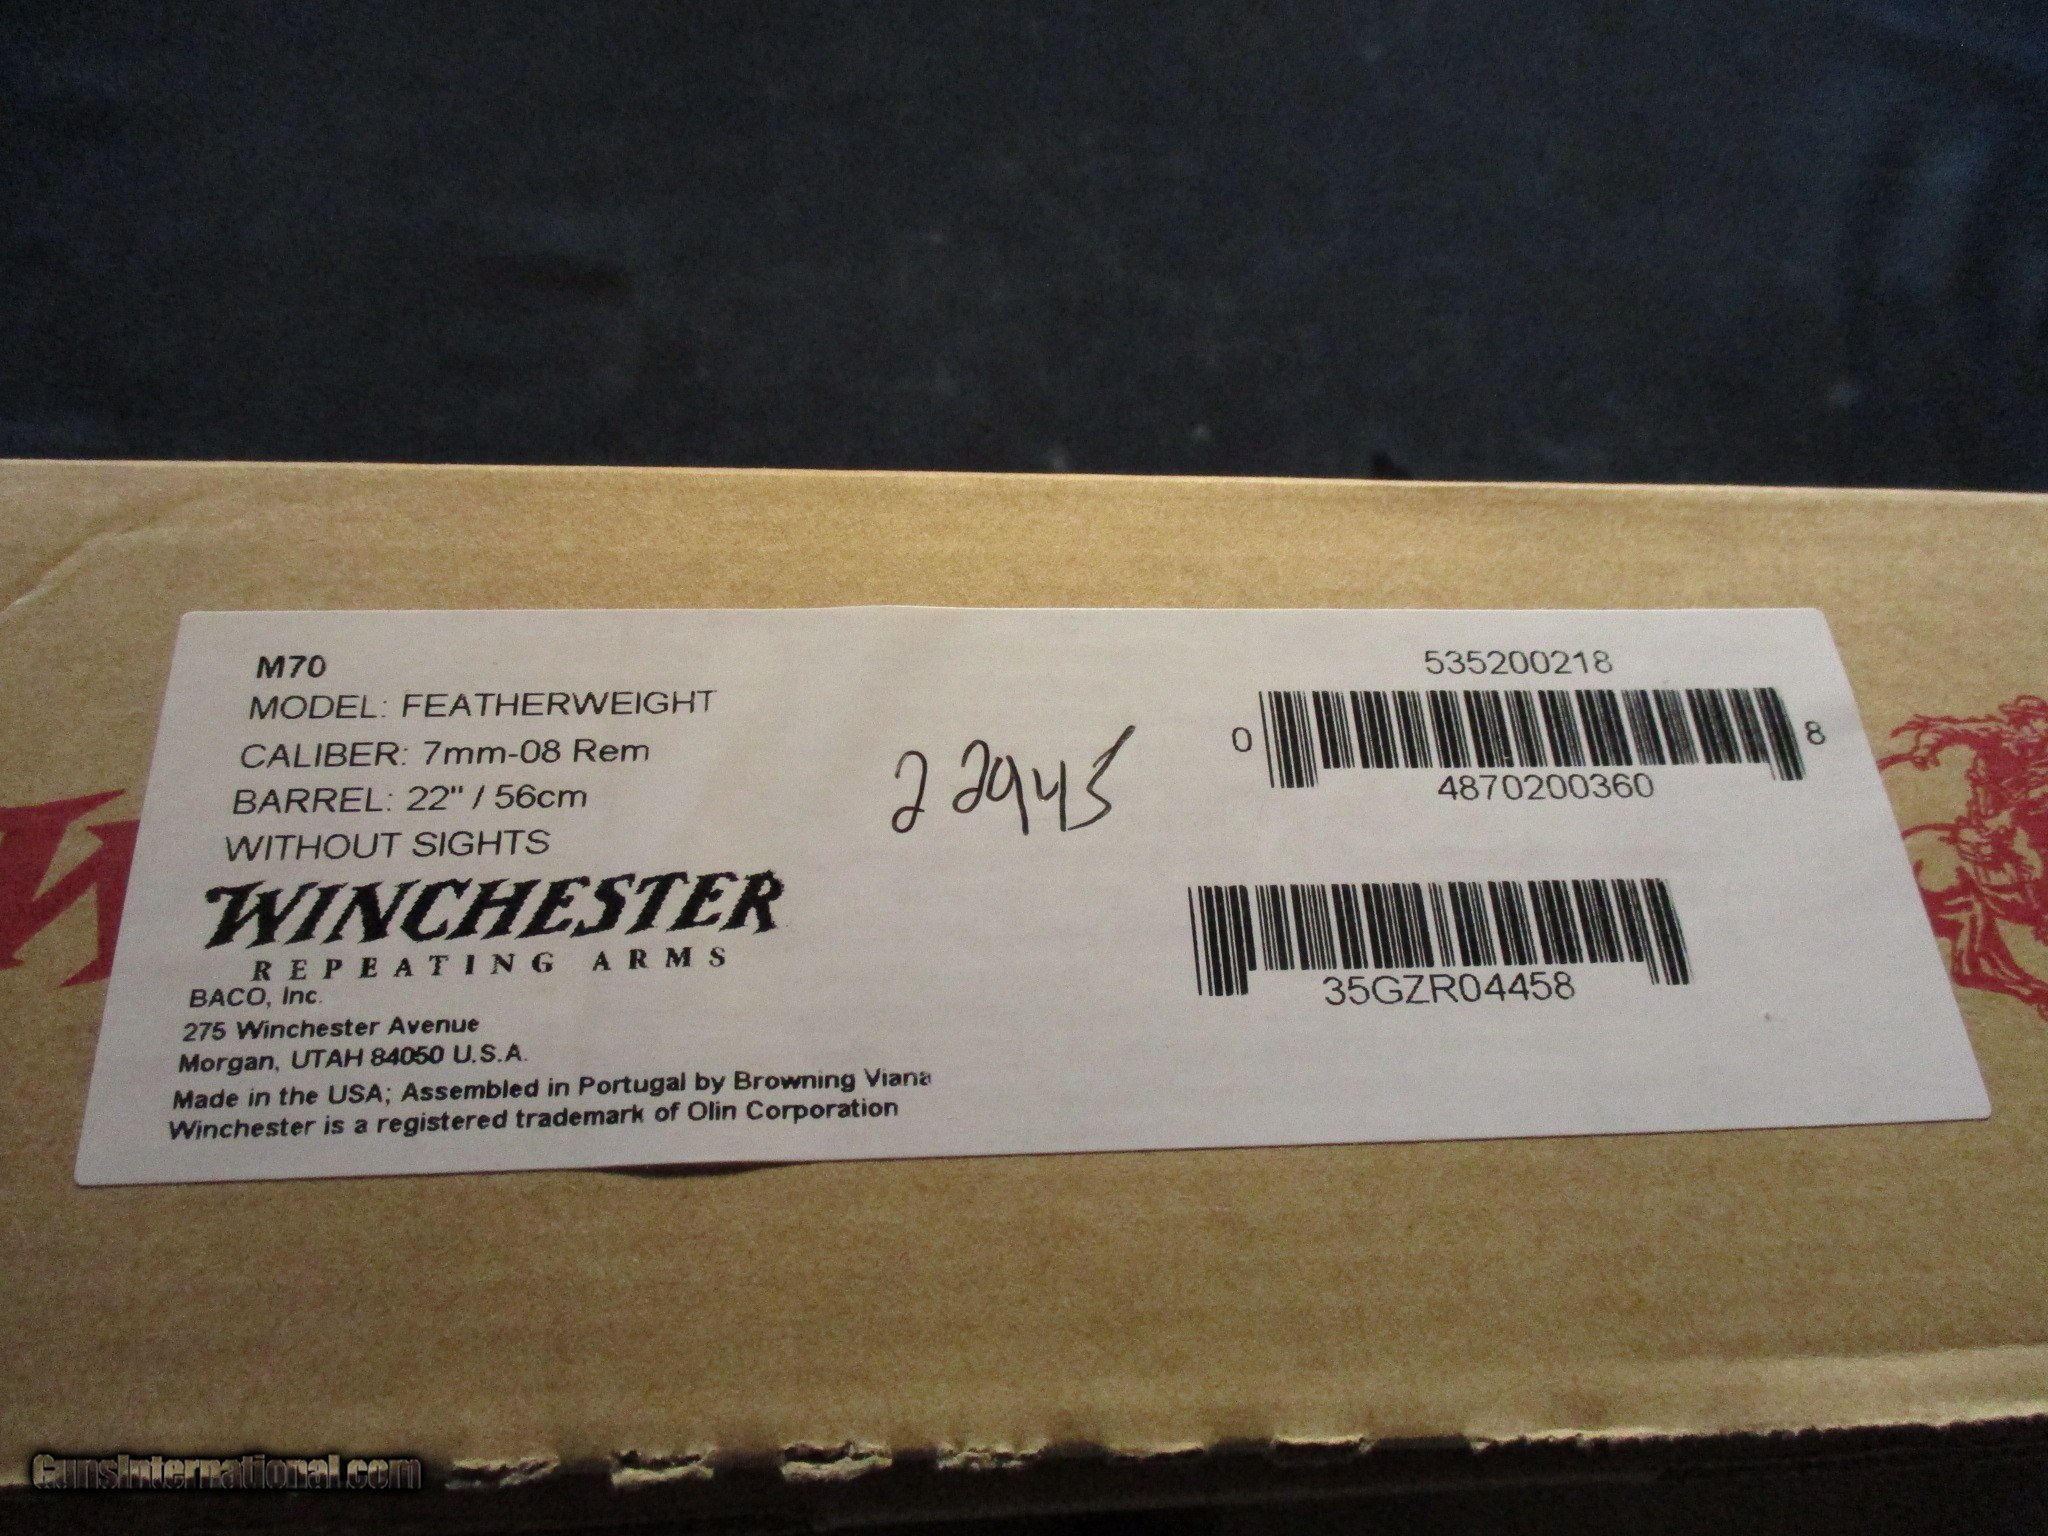 M70
MODEL: FEATHERWEIGHT
CALIBER: 7mm-08 Rem
BARREL: 22" / 56cm
WITHOUT SIGHTS
WINCHESTER
REPEATING ARMS
BACO, Inc.
275 Winchester Avenue
Morgan, UTAH 84050 U.S.A.
Made in the USA; Assembled in Portugal by Browning Viana
Winchester is a registered trademark of Olin Corporation
22945
535200218
0 8
4870200360
35GZR04458
GunsInternational.com